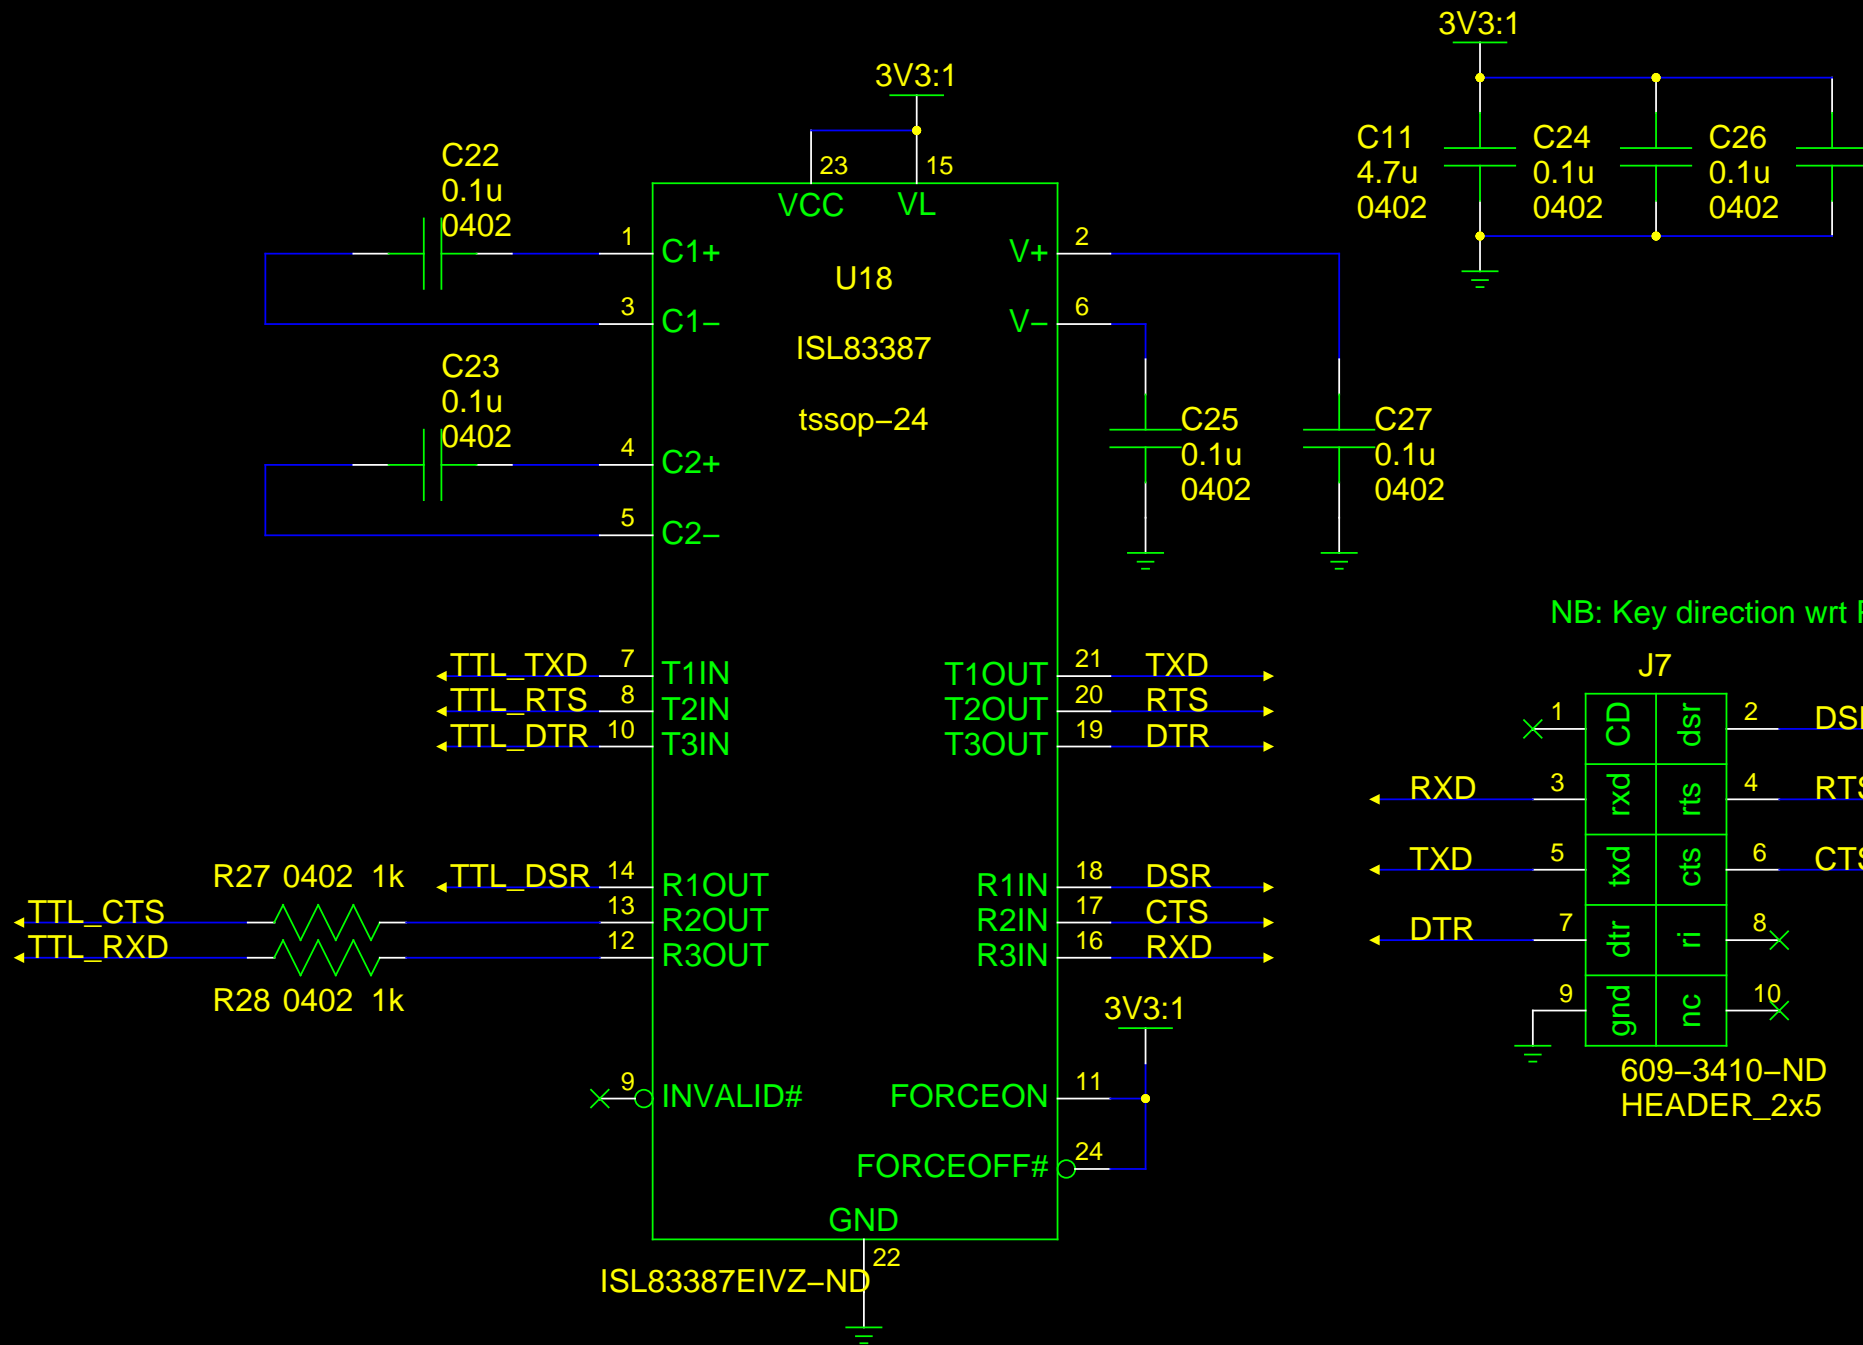 3V3:1
C11
4.7u
0402
C24
0.1u
0402
C26
0.1u
0402
3V3:1
23
15
VCC
VL
C22
0.1u
0402
1
C1+
3
C1–
C23
0.1u
0402
4
C2+
5
C2–
U18
ISL83387
tssop–24
V+
2
V–
6
C25
0.1u
0402
C27
0.1u
0402
TTL_TXD 7 T1IN
TTL_RTS 8 T2IN
TTL_DTR 10 T3IN
T1OUT 21 TXD
T2OUT 20 RTS
T3OUT 19 DTR
R27 0402 1k
TTL_DSR 14 R1OUT
TTL_CTS 13 R2OUT
TTL_RXD 12 R3OUT
R28 0402 1k
R1IN 18 DSR
R2IN 17 CTS
R3IN 16 RXD
3V3:1
9 INVALID#
FORCEON 11
FORCEOFF# 24
GND
22
ISL83387EIVZ–ND
NB: Key direction wrt
J7
1 CD dsr 2
RXD 3 rxd rts 4
TXD 5 txd cts 6
DTR 7 dtr ri 8
9 gnd nc 10
609–3410–ND
HEADER_2x5